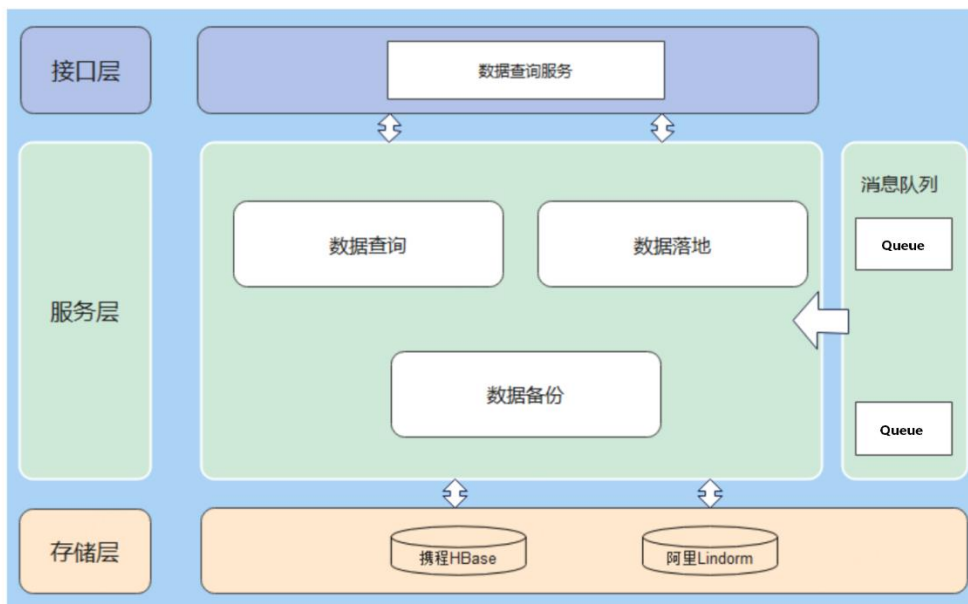 接口层
数据查询服务
服务层
数据查询
数据落地
数据备份
消息队列
Queue
Queue
存储层
携程HBase
阿里Lindorm